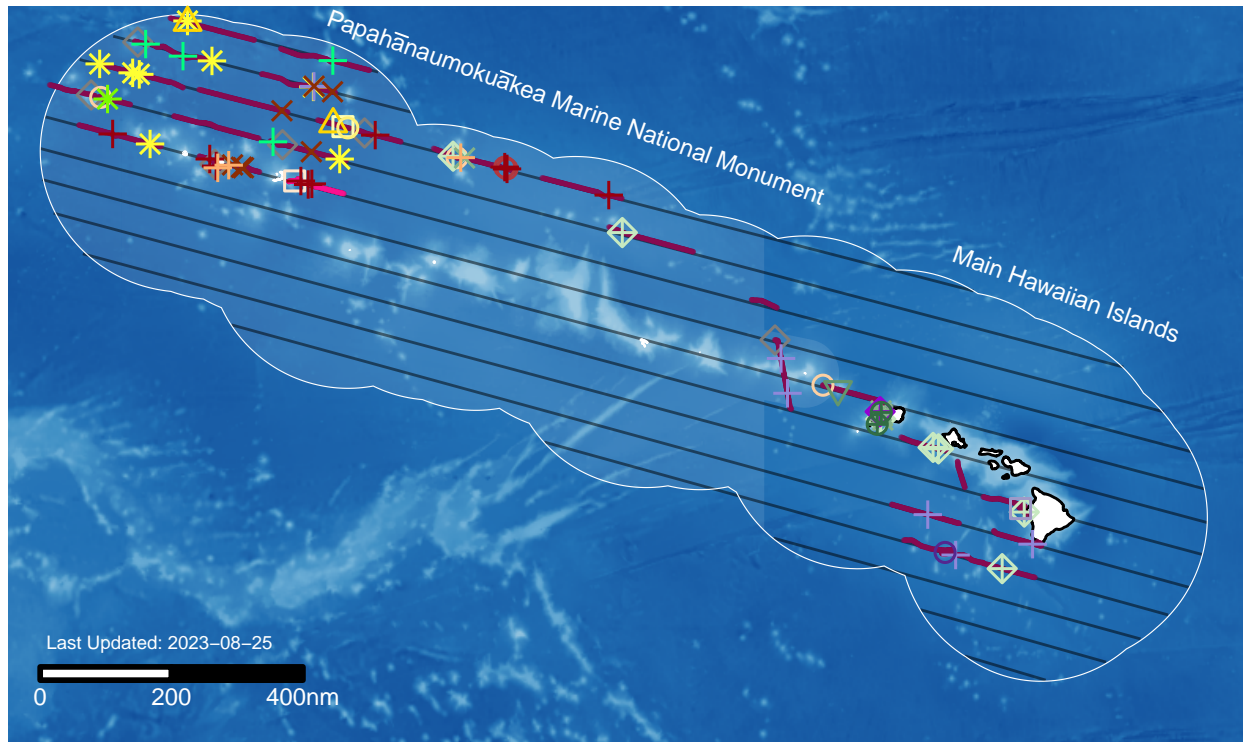 Papahānaumokuākea Marine National Monument
Main Hawaiian Islands
Last Updated: 2023−08−25
0 200 400nm